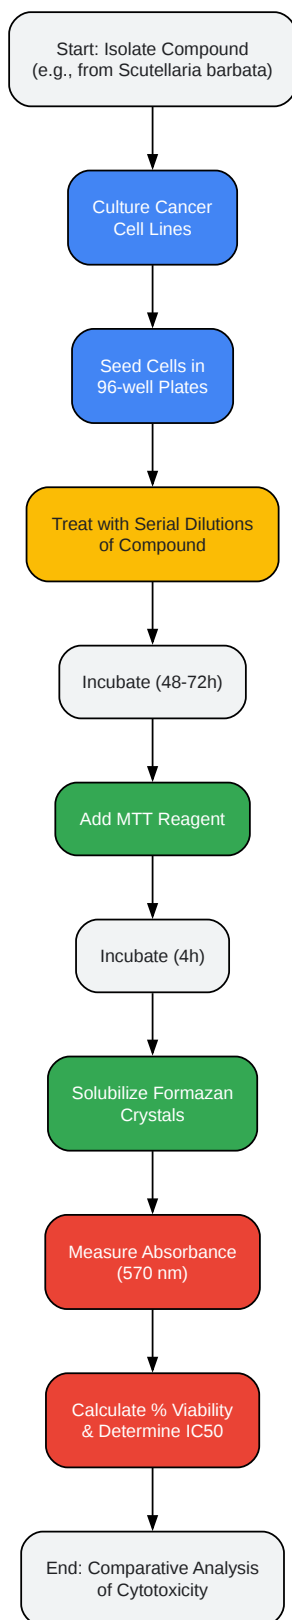 Start: Isolate Compound
(e.g., from Scutellaria barbata)
Culture Cancer
Cell Lines
Seed Cells in
96-well Plates
Treat with Serial Dilutions
of Compound
Incubate (48-72h)
Add MTT Reagent
Incubate (4h)
Solubilize Formazan
Crystals
Measure Absorbance
(570 nm)
Calculate % Viability
& Determine IC50
End: Comparative Analysis
of Cytotoxicity